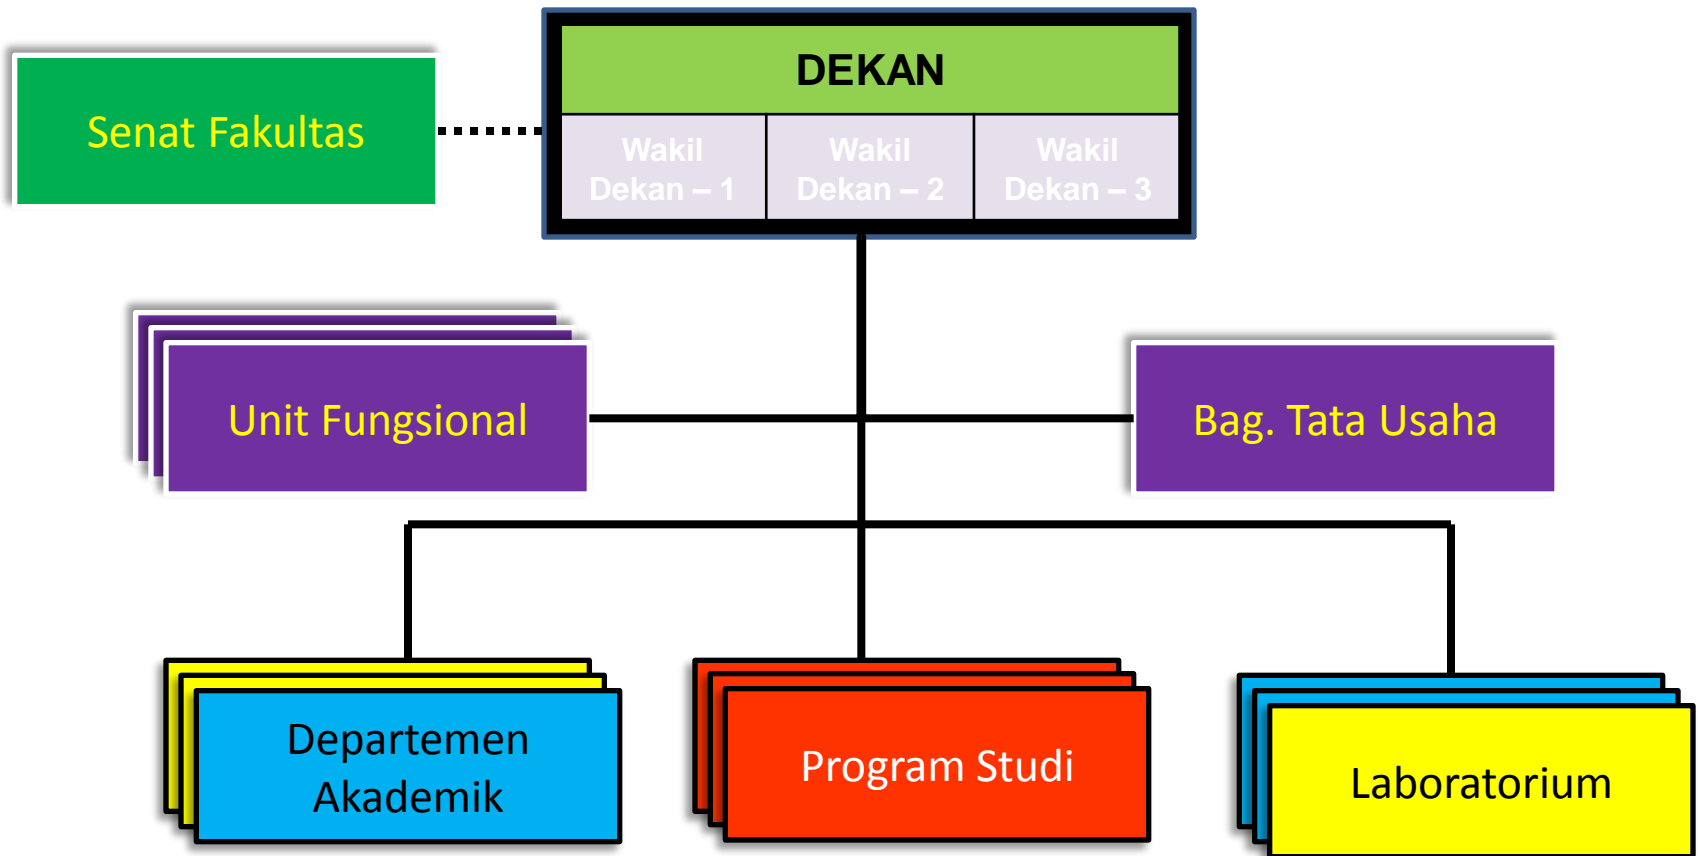 DEKAN
Senat Fakultas
Wakil
Dekan – 1
Wakil
Dekan – 2
Wakil
Dekan – 3
Unit Fungsional
Bag. Tata Usaha
Departemen
Akademik
Program Studi
Laboratorium